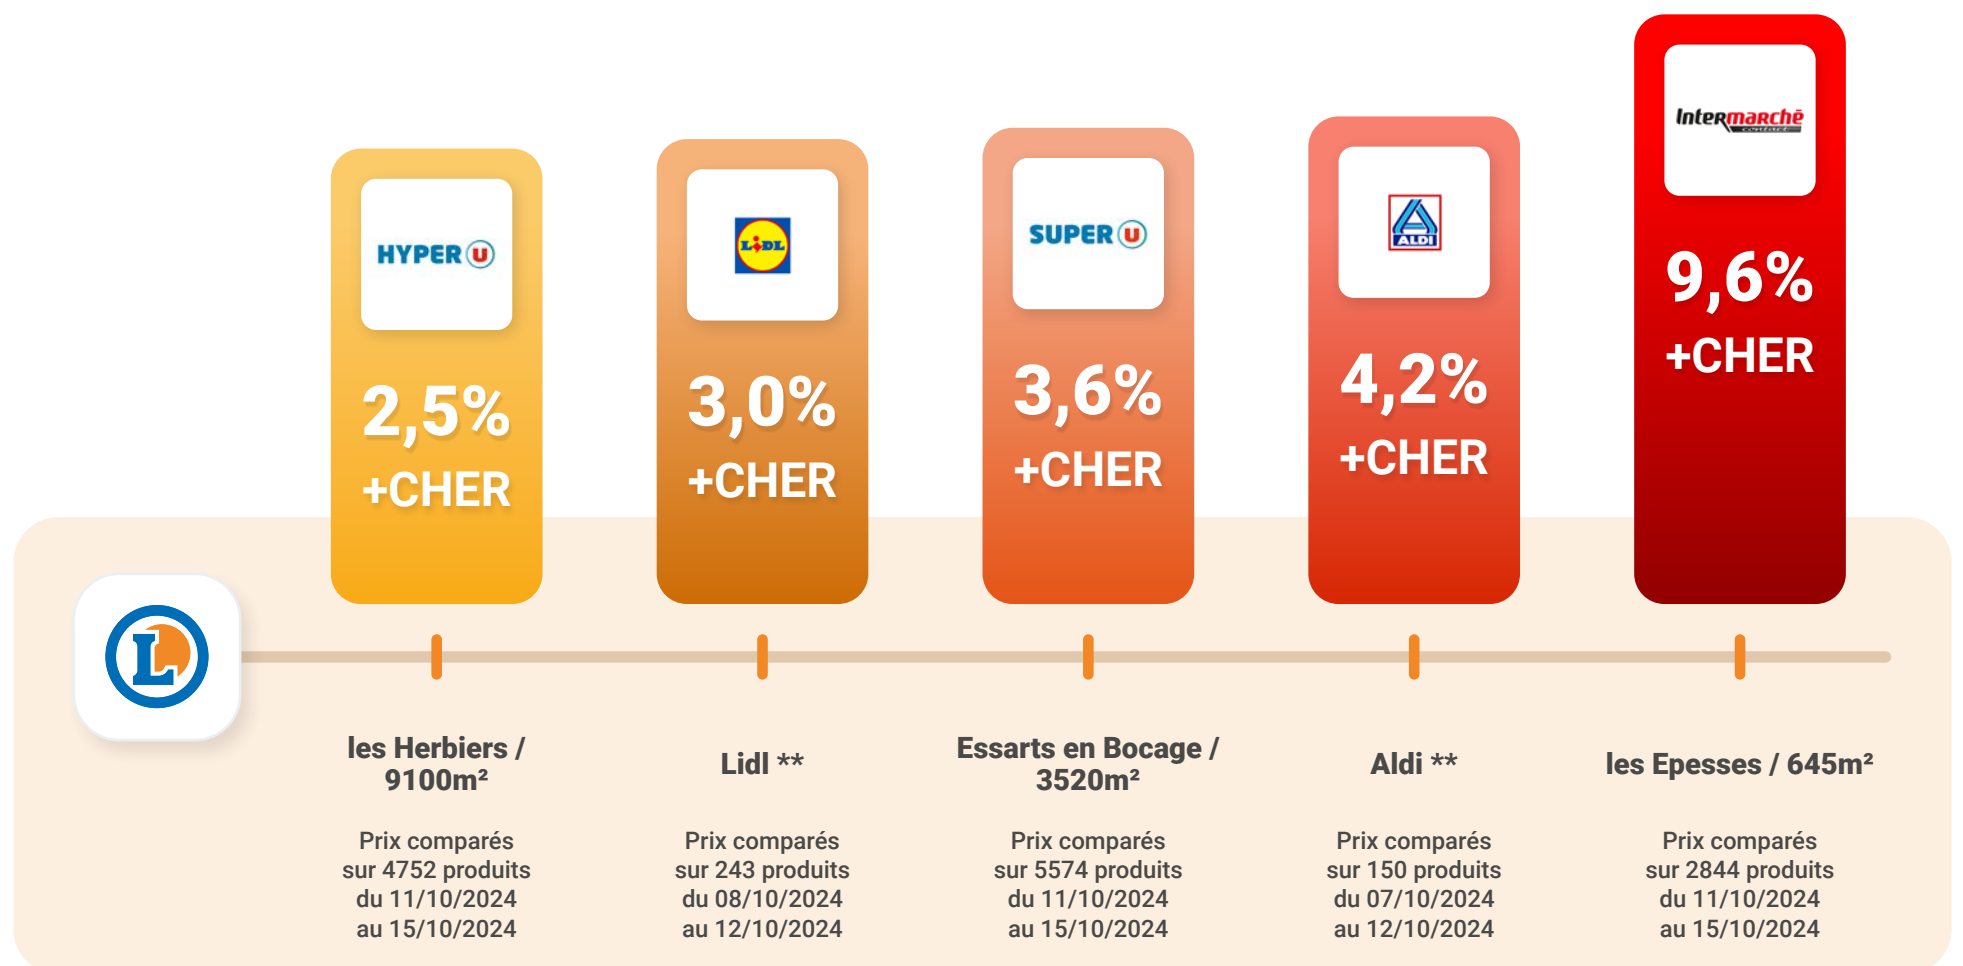 HYPER U
2,5%
+CHER
LiDL
3,0%
+CHER
SUPER U
3,6%
+CHER
ALDI
4,2%
+CHER
Intermarchē
contact
9,6%
+CHER
L
les Herbiers /
9100m²
Prix comparés
sur 4752 produits
du 11/10/2024
au 15/10/2024
Lidl **
Prix comparés
sur 243 produits
du 08/10/2024
au 12/10/2024
Essarts en Bocage /
3520m²
Prix comparés
sur 5574 produits
du 11/10/2024
au 15/10/2024
Aldi **
Prix comparés
sur 150 produits
du 07/10/2024
au 12/10/2024
les Epesses / 645m²
Prix comparés
sur 2844 produits
du 11/10/2024
au 15/10/2024